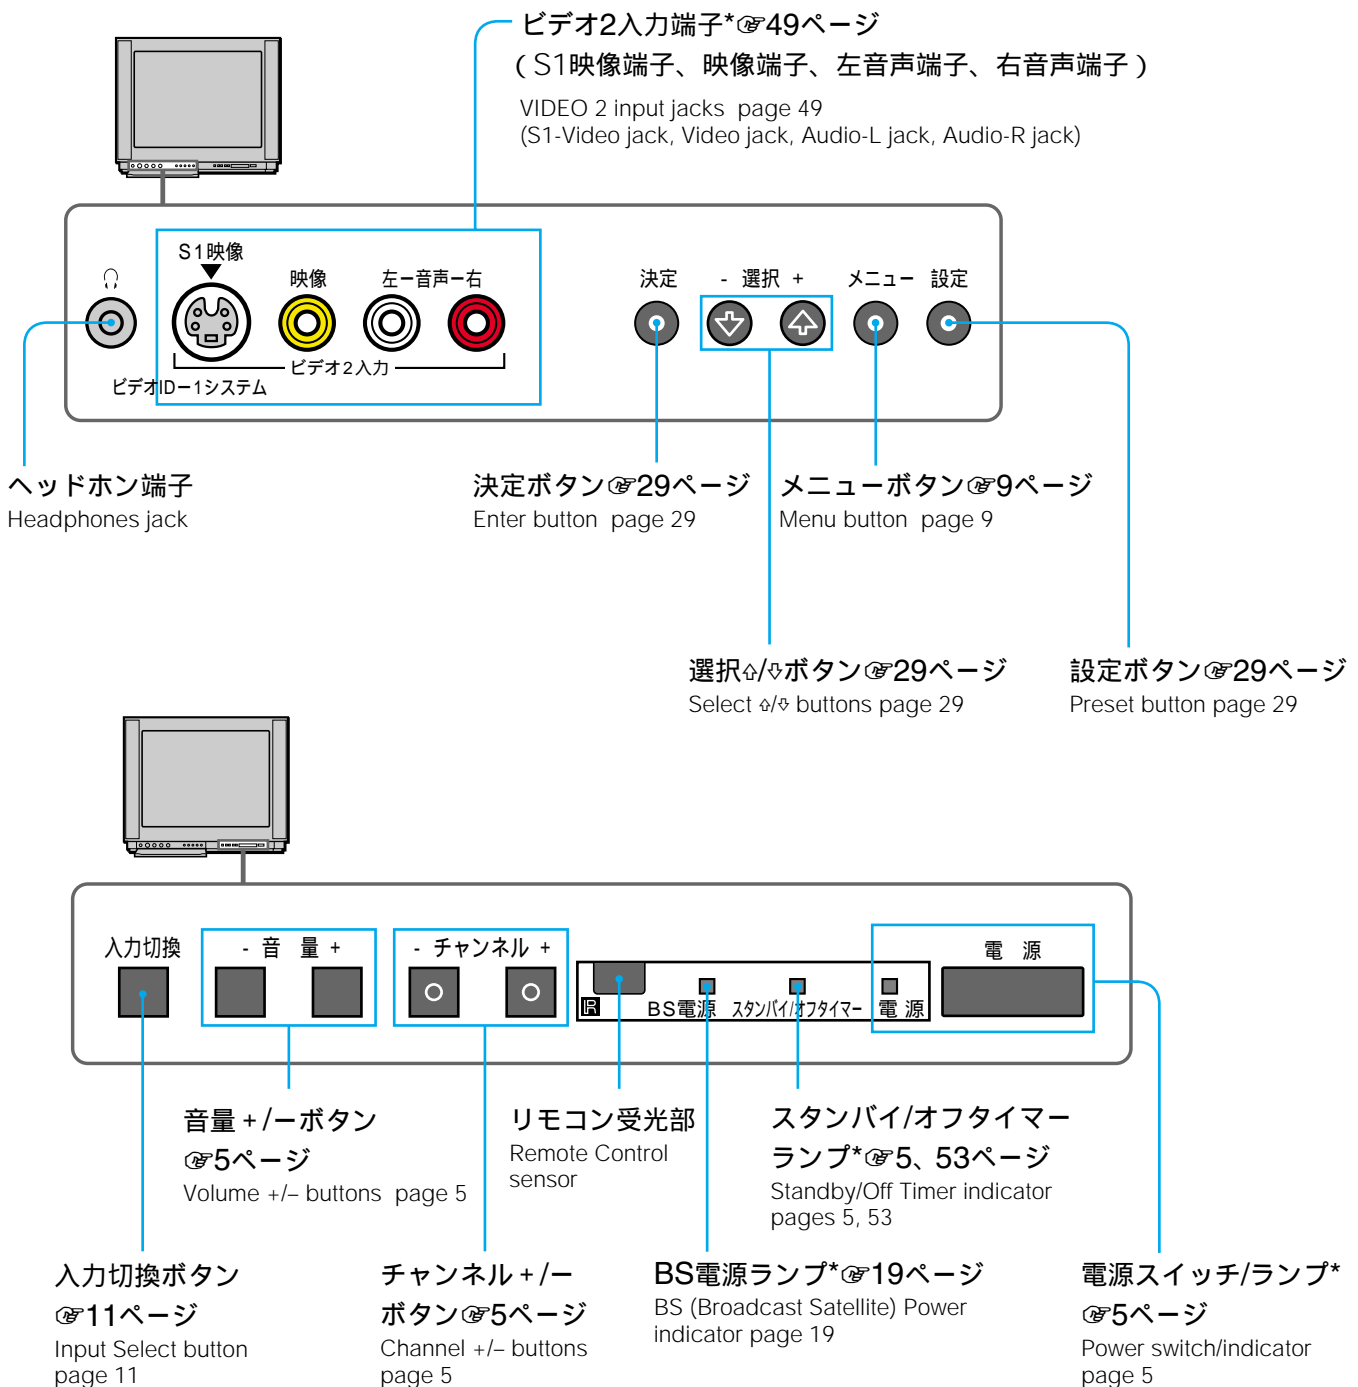 ビデオ2入力端子*☞49ページ
（S1映像端子、映像端子、左音声端子、右音声端子）
VIDEO 2 input jacks page 49
(S1-Video jack, Video jack, Audio-L jack, Audio-R jack)
S1映像
映像
左ー音声ー右
決定
- 選択 +
メニュー
設定
ビデオ2入力
ビデオIDー1システム
ヘッドホン端子
Headphones jack
決定ボタン☞29ページ
Enter button page 29
メニューボタン☞9ページ
Menu button page 9
選択⇧/⇩ボタン☞29ページ
Select ⇧/⇩ buttons page 29
設定ボタン☞29ページ
Preset button page 29
入力切換
- 音 量 +
- チャンネル +
電 源
R
BS電源
スタンバイ/オフタイマー
電 源
音量+/ーボタン
☞5ページ
Volume +/– buttons page 5
リモコン受光部
Remote Control
sensor
スタンバイ/オフタイマー
ランプ*☞5、53ページ
Standby/Off Timer indicator
pages 5, 53
入力切換ボタン
☞11ページ
Input Select button
page 11
チャンネル+/ー
ボタン☞5ページ
Channel +/– buttons
page 5
BS電源ランプ*☞19ページ
BS (Broadcast Satellite) Power
indicator page 19
電源スイッチ/ランプ*
☞5ページ
Power switch/indicator
page 5